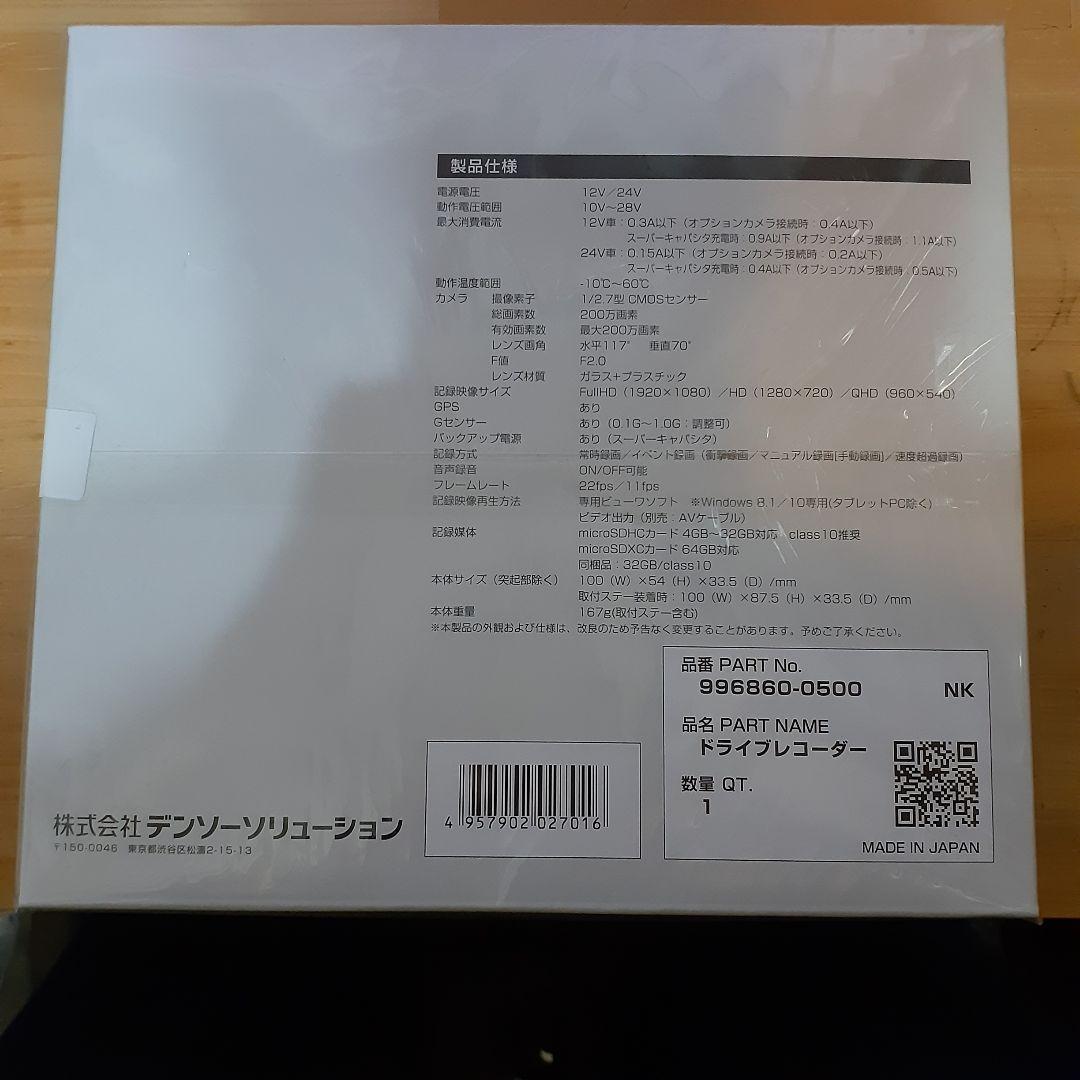 製品仕様
電源電圧 12V／24V
動作電圧範囲 10V～28V
最大消費電流 12V車：0.3A以下（オプションカメラ接続時：0.4A以下）
スーパーキャパシタ充電時：0.9A以下（オプションカメラ接続時：1.1A以下）
24V車：0.15A以下（オプションカメラ接続時：0.2A以下）
スーパーキャパシタ充電時：0.4A以下（オプションカメラ接続時：0.5A以下）
動作温度範囲 -10℃～60℃
カメラ 撮像素子 1/2.7型 CMOSセンサー
総画素数 200万画素
有効画素数 最大200万画素
レンズ画角 水平117° 垂直70°
F値 F2.0
レンズ材質 ガラス+プラスチック
記録映像サイズ FullHD（1920×1080）／HD（1280×720）／QHD（960×540）
GPS あり
Gセンサー あり（0.1G～1.0G：調整可）
バックアップ電源 あり（スーパーキャパシタ）
記録方式 常時録画／イベント録画（衝撃録画／マニュアル録画[手動録画]／速度超過録画）
音声録音 ON/OFF可能
フレームレート 22fps／11fps
記録映像再生方法 専用ビューワソフト ※Windows 8.1／10専用(タブレットPC除く)
ビデオ出力（別売：AVケーブル）
記録媒体 microSDHCカード 4GB～32GB対応 class10推奨
microSDXCカード 64GB対応
同梱品：32GB/class10
本体サイズ（突起部除く） 100（W）×54（H）×33.5（D）/mm
取付ステー装着時：100（W）×87.5（H）×33.5（D）/mm
本体重量 167g(取付ステー含む)
※本製品の外観および仕様は、改良のため予告なく変更することがあります。予めご了承ください。
品番 PART No.
996860-0500 NK
品名 PART NAME
ドライブレコーダー
数量 QT.
1
MADE IN JAPAN
4 957902 027016
株式会社デンソーソリューション
〒150-0046 東京都渋谷区松濤2-15-13